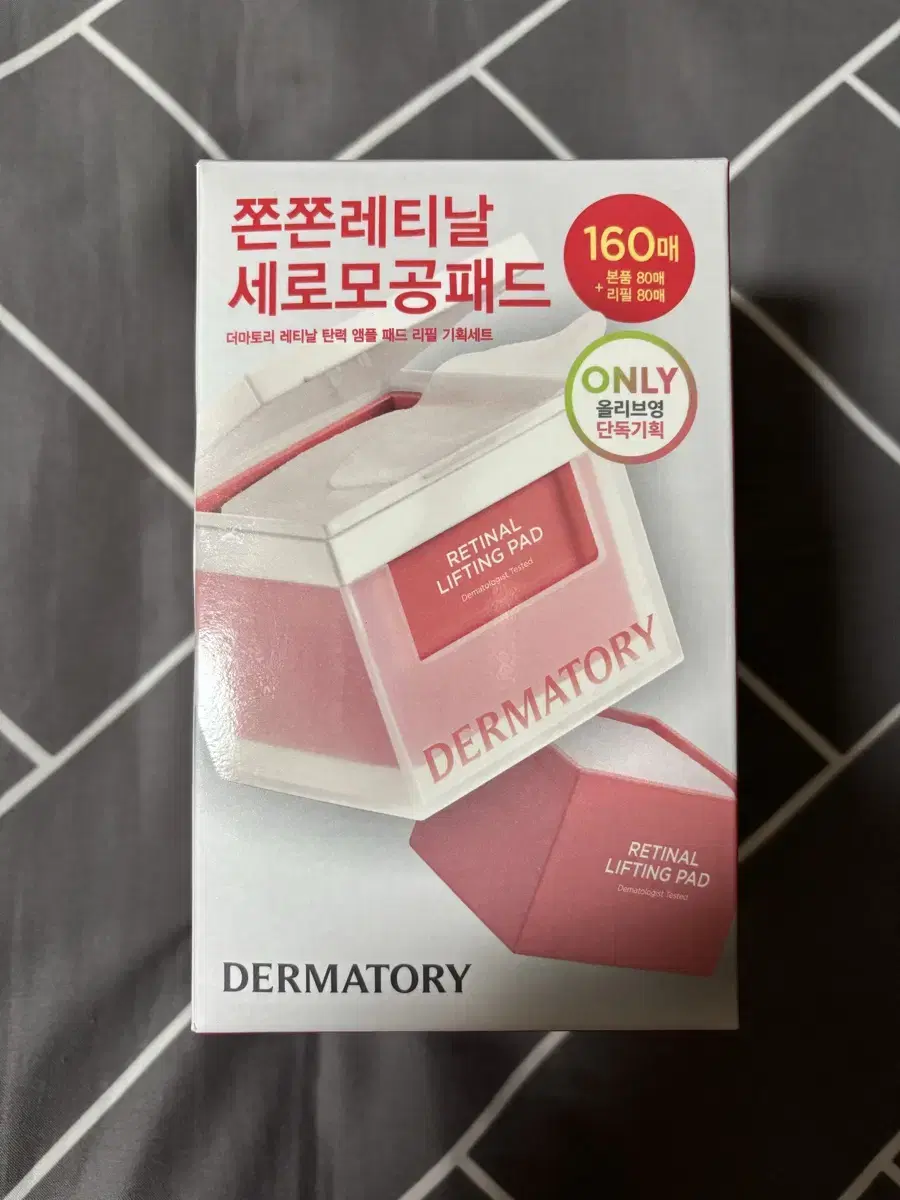 쫀쫀레티날
세로모공패드
더마토리 레티날 탄력 앰플 패드 리필 기획세트
160매
본품 80매
+ 리필 80매
ONLY
올리브영
단독기획
RETINAL
LIFTING PAD
Dermatologist Tested
DERMATORY
RETINAL
LIFTING PAD
Dermatologist Tested
DERMATORY